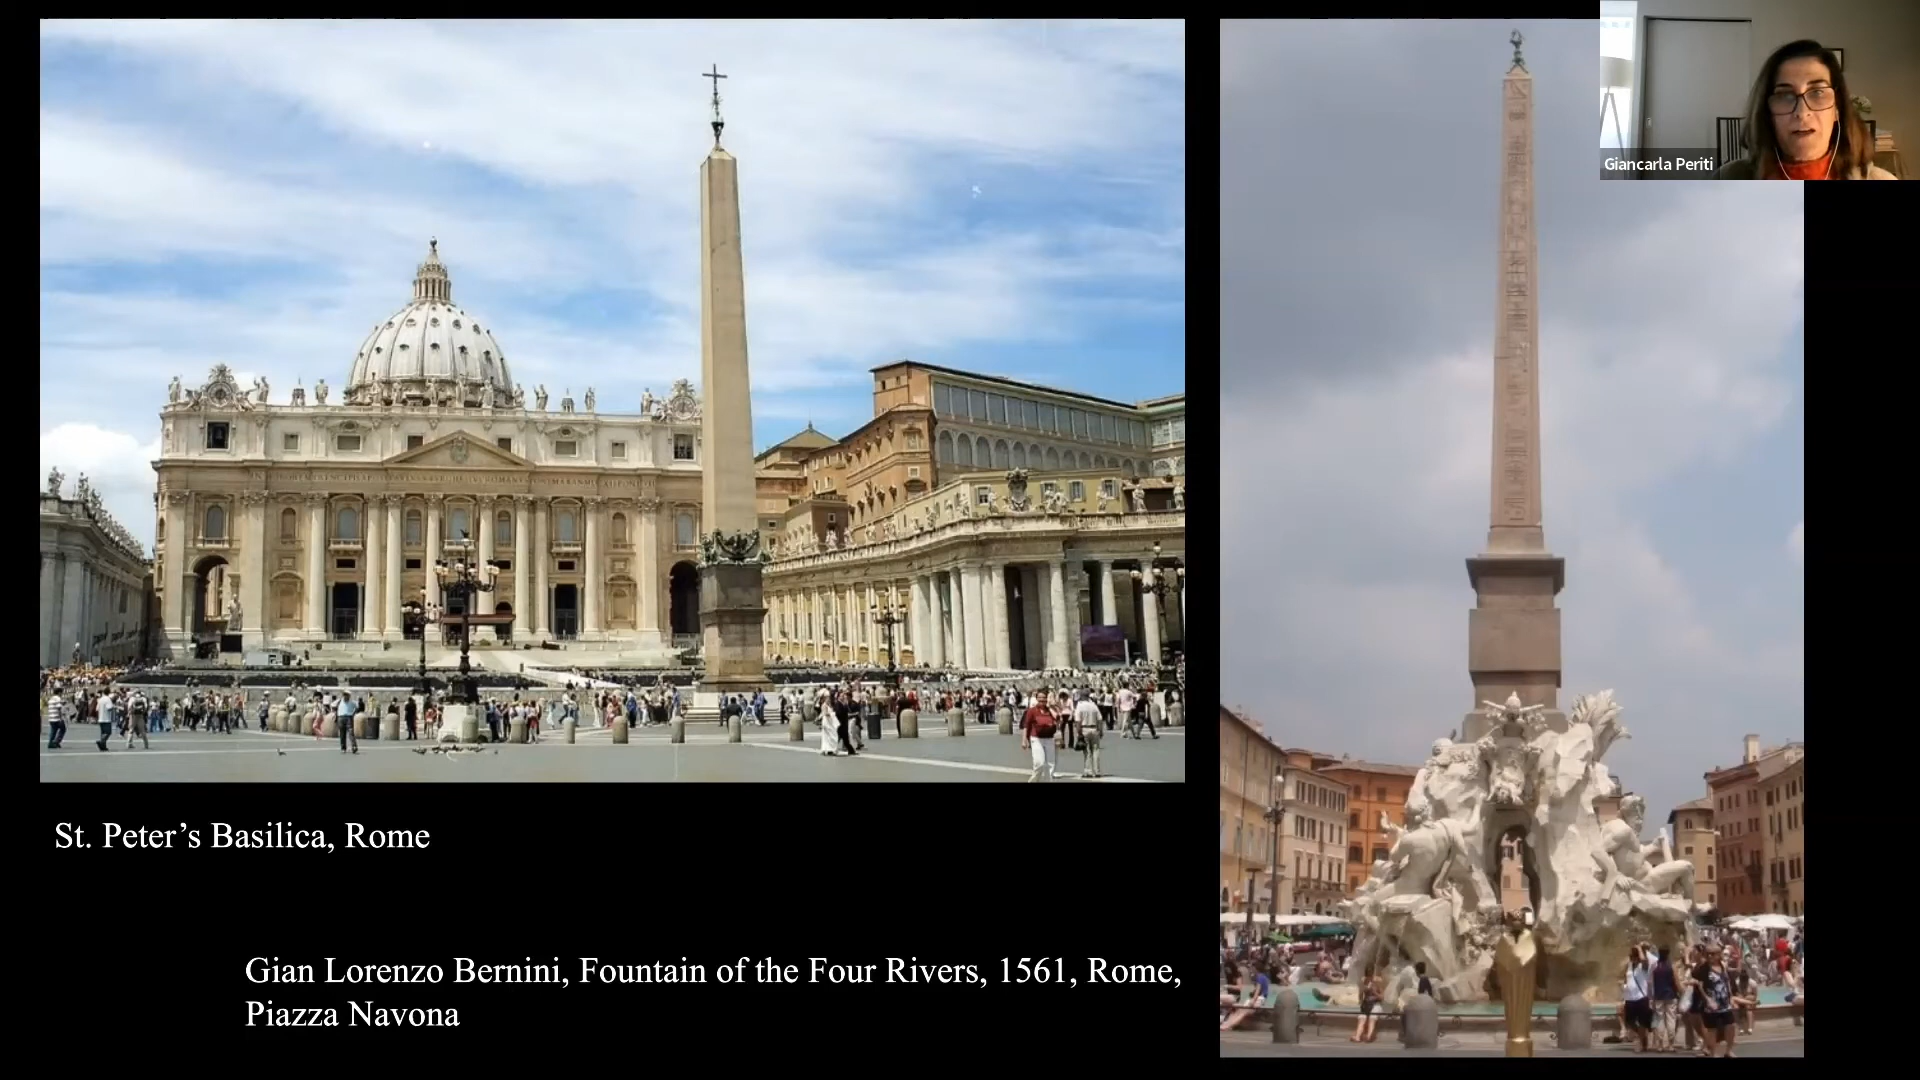 Giancarla Periti
St. Peter’s Basilica, Rome
Gian Lorenzo Bernini, Fountain of the Four Rivers, 1561, Rome,
Piazza Navona